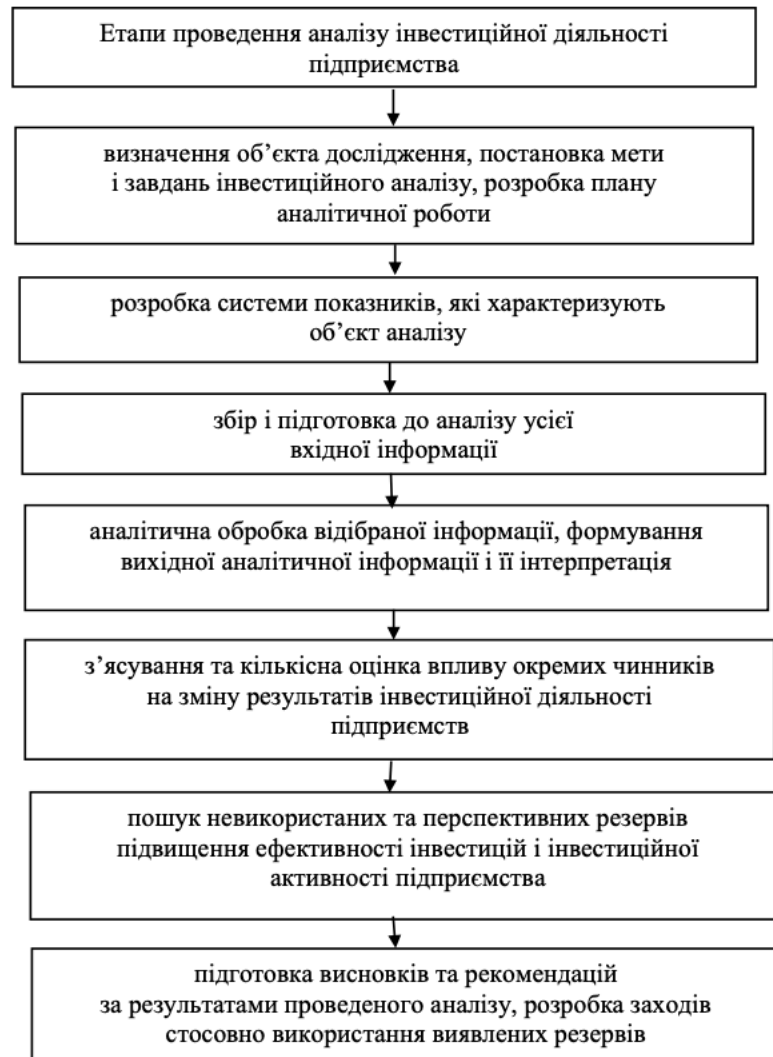 Етапи проведення аналізу інвестиційної діяльності
підприємства
визначення об’єкта дослідження, постановка мети
і завдань інвестиційного аналізу, розробка плану
аналітичної роботи
розробка системи показників, які характеризують
об’єкт аналізу
збір і підготовка до аналізу усієї
вхідної інформації
аналітична обробка відібраної інформації, формування
вихідної аналітичної інформації і її інтерпретація
з’ясування та кількісна оцінка впливу окремих чинників
на зміну результатів інвестиційної діяльності
підприємств
пошук невикористаних та перспективних резервів
підвищення ефективності інвестицій і інвестиційної
активності підприємства
підготовка висновків та рекомендацій
за результатами проведеного аналізу, розробка заходів
стосовно використання виявлених резервів